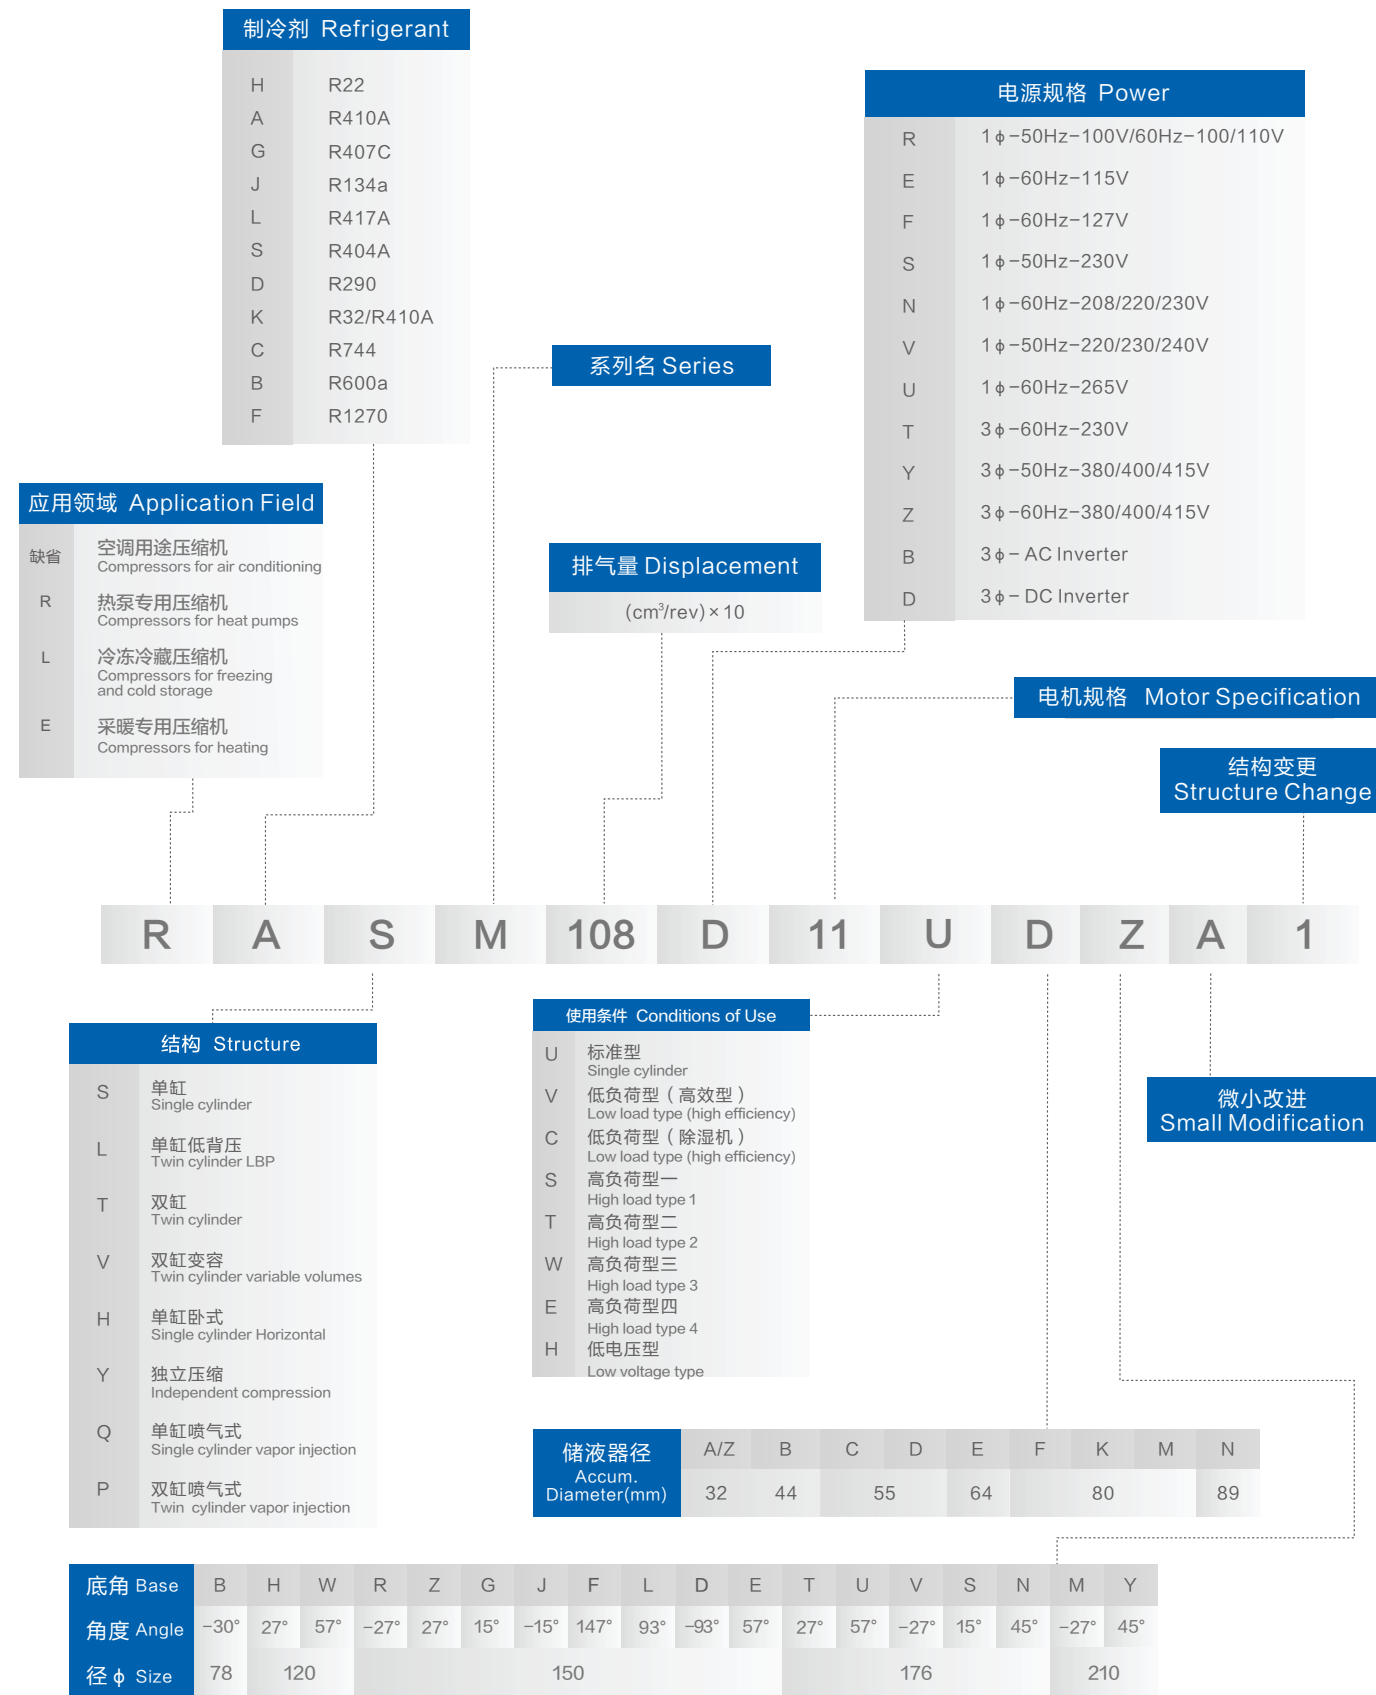 制冷剂 Refrigerant
H R22
A R410A
G R407C
J R134a
L R417A
S R404A
D R290
K R32/R410A
C R744
B R600a
F R1270
电源规格 Power
R 1ϕ-50Hz-100V/60Hz-100/110V
E 1ϕ-60Hz-115V
F 1ϕ-60Hz-127V
S 1ϕ-50Hz-230V
N 1ϕ-60Hz-208/220/230V
V 1ϕ-50Hz-220/230/240V
U 1ϕ-60Hz-265V
T 3ϕ-60Hz-230V
Y 3ϕ-50Hz-380/400/415V
Z 3ϕ-60Hz-380/400/415V
B 3ϕ- AC Inverter
D 3ϕ- DC Inverter
系列名 Series
应用领域 Application Field
缺省 空调用途压缩机
Compressors for air conditioning
R 热泵专用压缩机
Compressors for heat pumps
L 冷冻冷藏压缩机
Compressors for freezing
and cold storage
E 采暖专用压缩机
Compressors for heating
排气量 Displacement
(cm³/rev)×10
电机规格 Motor Specification
结构变更
Structure Change
R A S M 108 D 11 U D Z A 1
结构 Structure
S 单缸
Single cylinder
L 单缸低背压
Twin cylinder LBP
T 双缸
Twin cylinder
V 双缸变容
Twin cylinder variable volumes
H 单缸卧式
Single cylinder Horizontal
Y 独立压缩
Independent compression
Q 单缸喷气式
Single cylinder vapor injection
P 双缸喷气式
Twin cylinder vapor injection
使用条件 Conditions of Use
U 标准型
Single cylinder
V 低负荷型（高效型）
Low load type (high efficiency)
C 低负荷型（除湿机）
Low load type (high efficiency)
S 高负荷型一
High load type 1
T 高负荷型二
High load type 2
W 高负荷型三
High load type 3
E 高负荷型四
High load type 4
H 低电压型
Low voltage type
微小改进
Small Modification
储液器径
Accum.
Diameter(mm)
A/Z B C D E F K M N
32 44 55 64 80 89
底角 Base B H W R Z G J F L D E T U V S N M Y
角度 Angle -30° 27° 57° -27° 27° 15° -15° 147° 93° -93° 57° 27° 57° -27° 15° 45° -27° 45°
径 ϕ Size 78 120 150 176 210